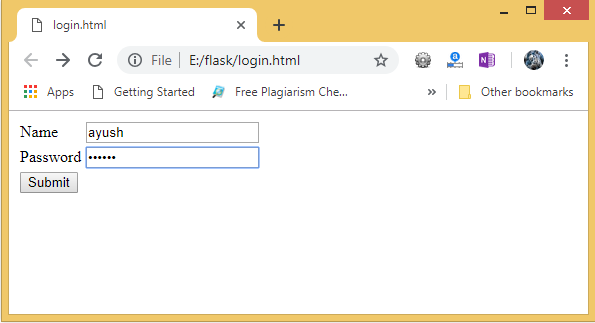 login.html
File E:/flask/login.html
Apps Getting Started Free Plagiarism Che... » Other bookmarks
Name ayush
Password ••••••
Submit